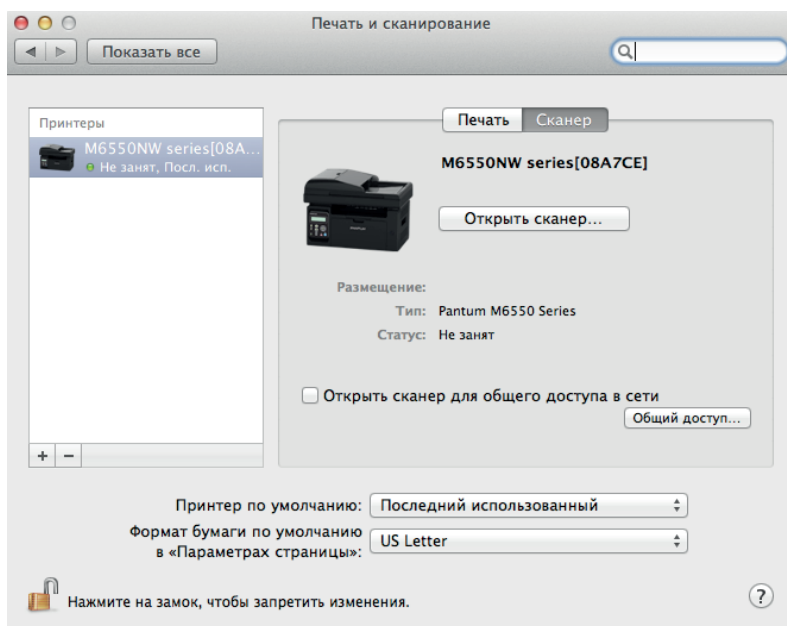 Печать и сканирование
Показать все
Принтеры
M6550NW series[08A...
Не занят, Посл. исп.
Печать Сканер
M6550NW series[08A7CE]
Открыть сканер...
Размещение:
Тип: Pantum M6550 Series
Статус: Не занят
Открыть сканер для общего доступа в сети
Общий доступ...
+ −
Принтер по умолчанию: Последний использованный
Формат бумаги по умолчанию
в «Параметрах страницы»: US Letter
Нажмите на замок, чтобы запретить изменения.
?